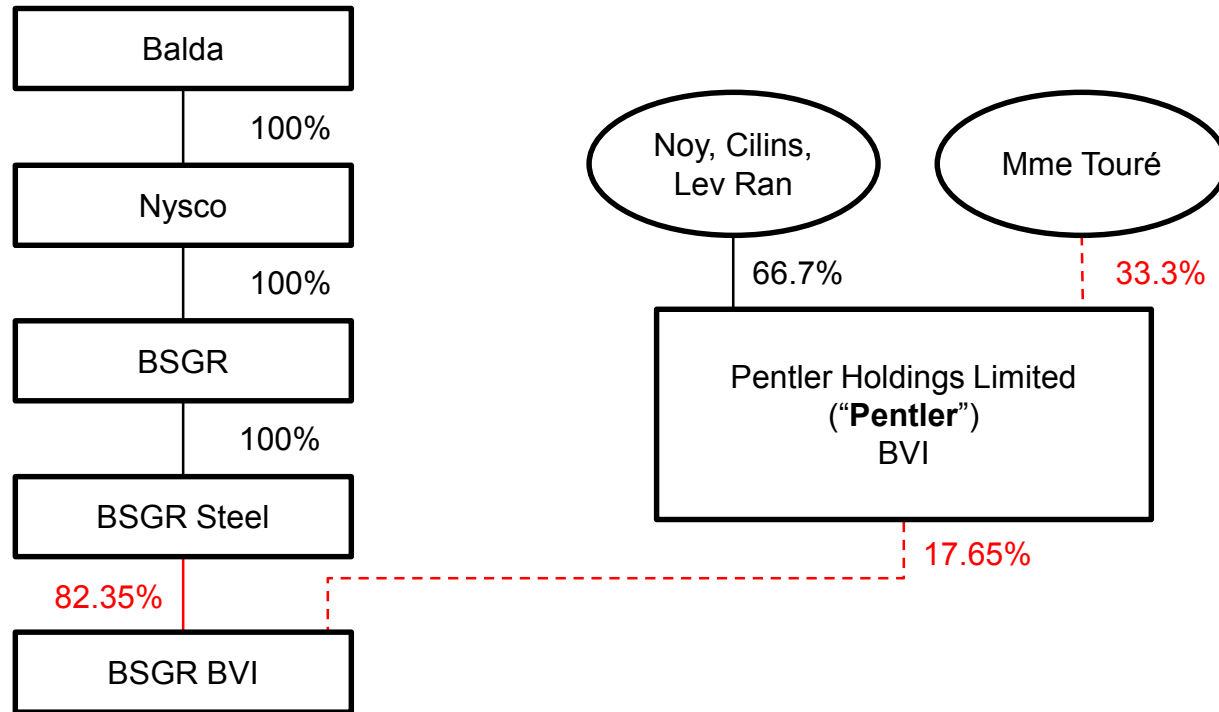 Balda
100%
Nysco
100%
BSGR
100%
BSGR Steel
82.35%
BSGR BVI
Noy, Cilins,
Lev Ran
66.7%
Mme Touré
33.3%
Pentler Holdings Limited
(“Pentler”)
BVI
17.65%